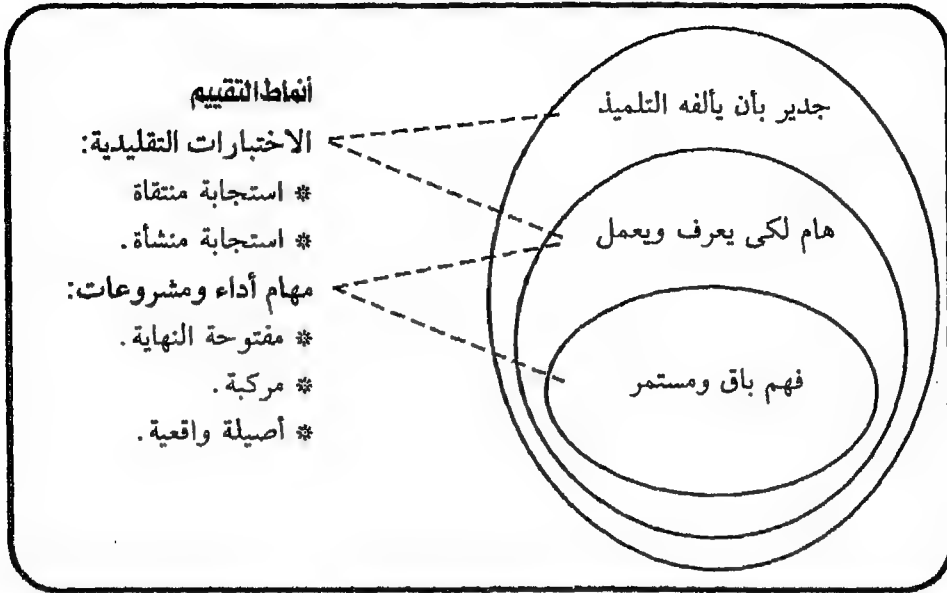 جدير بأن يألفه التلميذ
هام لكى يعرف ويعمل
فهم باق ومستمر
أنماط التقييم
الاختبارات التقليدية:
* استجابة منتقاة
* استجابة منشأة.
مهام أداء ومشروعات:
* مفتوحة النهاية.
* مركبة.
* أصيلة واقعية.